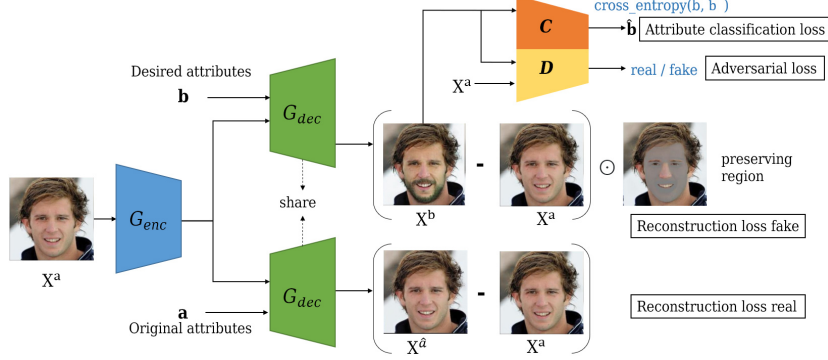 cross_entropy(b, b )
C
b̂
Attribute classification loss
D
real / fake
Adversarial loss
Xᵃ
Desired attributes
b
G_dec
G_enc
Xᵃ
share
Xᵇ
-
Xᵃ
⊙
preserving
region
Reconstruction loss fake
G_dec
a
Original attributes
X^â
-
Xᵃ
Reconstruction loss real